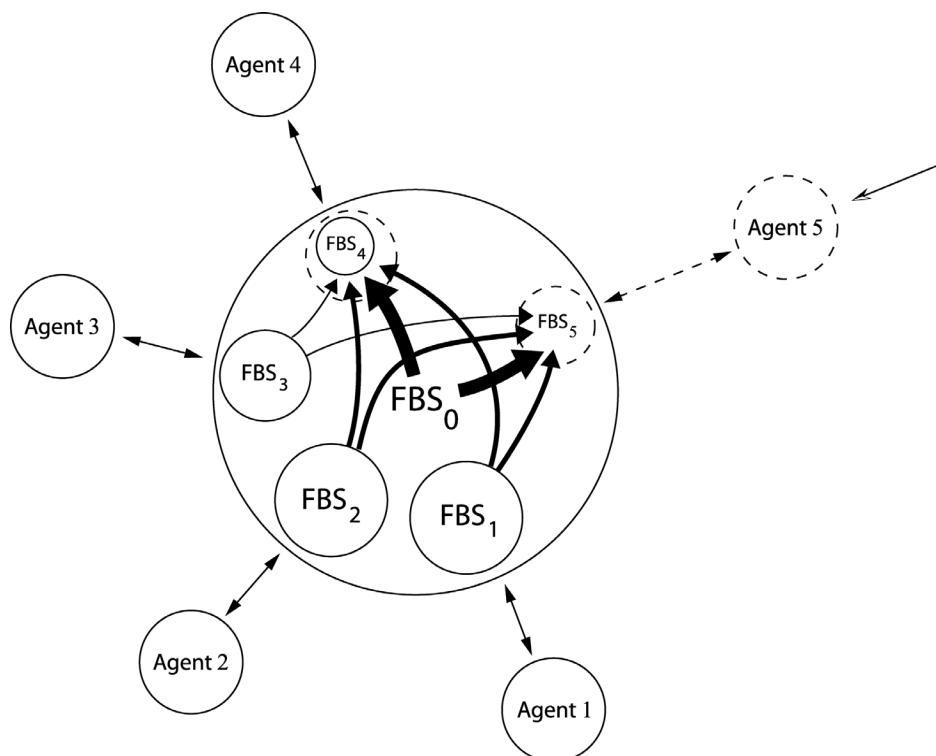 Agent 4
Agent 5
FBS4
FBS5
Agent 3
FBS3
FBS0
FBS2
FBS1
Agent 2
Agent 1